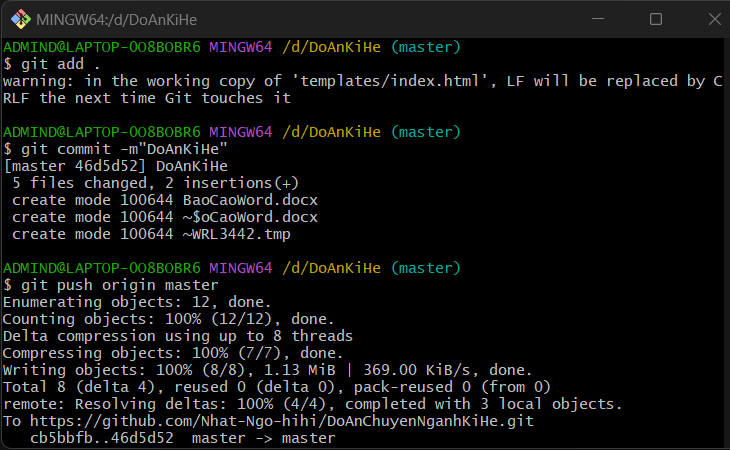 MINGW64:/d/DoAnKiHe
ADMIND@LAPTOP-OO8BOBR6 MINGW64 /d/DoAnKiHe (master)
$ git add .
warning: in the working copy of 'templates/index.html', LF will be replaced by C
RLF the next time Git touches it
ADMIND@LAPTOP-OO8BOBR6 MINGW64 /d/DoAnKiHe (master)
$ git commit -m"DoAnKiHe"
[master 46d5d52] DoAnKiHe
 5 files changed, 2 insertions(+)
 create mode 100644 BaoCaoWord.docx
 create mode 100644 ~$oCaoWord.docx
 create mode 100644 ~WRL3442.tmp
ADMIND@LAPTOP-OO8BOBR6 MINGW64 /d/DoAnKiHe (master)
$ git push origin master
Enumerating objects: 12, done.
Counting objects: 100% (12/12), done.
Delta compression using up to 8 threads
Compressing objects: 100% (7/7), done.
Writing objects: 100% (8/8), 1.13 MiB | 369.00 KiB/s, done.
Total 8 (delta 4), reused 0 (delta 0), pack-reused 0 (from 0)
remote: Resolving deltas: 100% (4/4), completed with 3 local objects.
To https://github.com/Nhat-Ngo-hihi/DoAnChuyenNganhKiHe.git
   cb5bbfb..46d5d52  master -> master